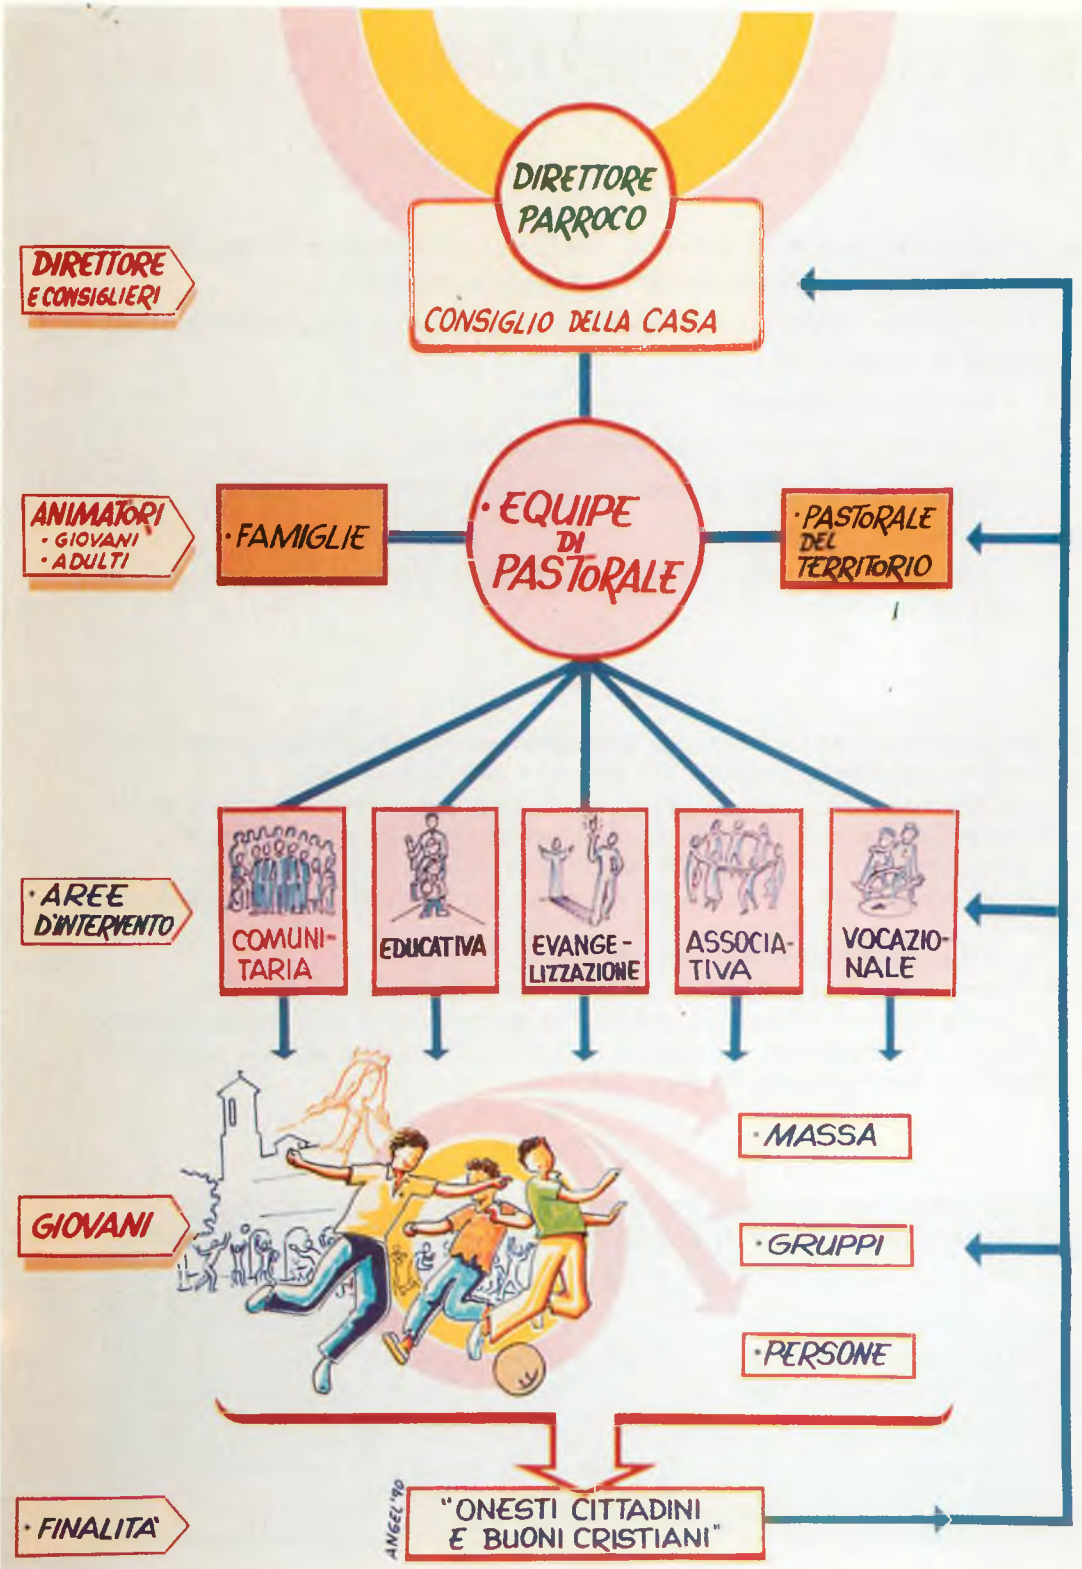 DIRETTORE
PARROCO
CONSIGLIO DELLA CASA
DIRETTORE
E CONSIGLIERI
ANIMATORI
• GIOVANI
• ADULTI
• FAMIGLIE
• EQUIPE
DI
PASTORALE
• PASTORALE
DEL
TERRITORIO
• AREE
D'INTERVENTO
COMUNI-
TARIA
EDUCATIVA
EVANGE-
LIZZAZIONE
ASSOCIA-
TIVA
VOCAZIO-
NALE
GIOVANI
• MASSA
• GRUPPI
• PERSONE
• FINALITÀ
ANGEL '90
"ONESTI CITTADINI
E BUONI CRISTIANI"